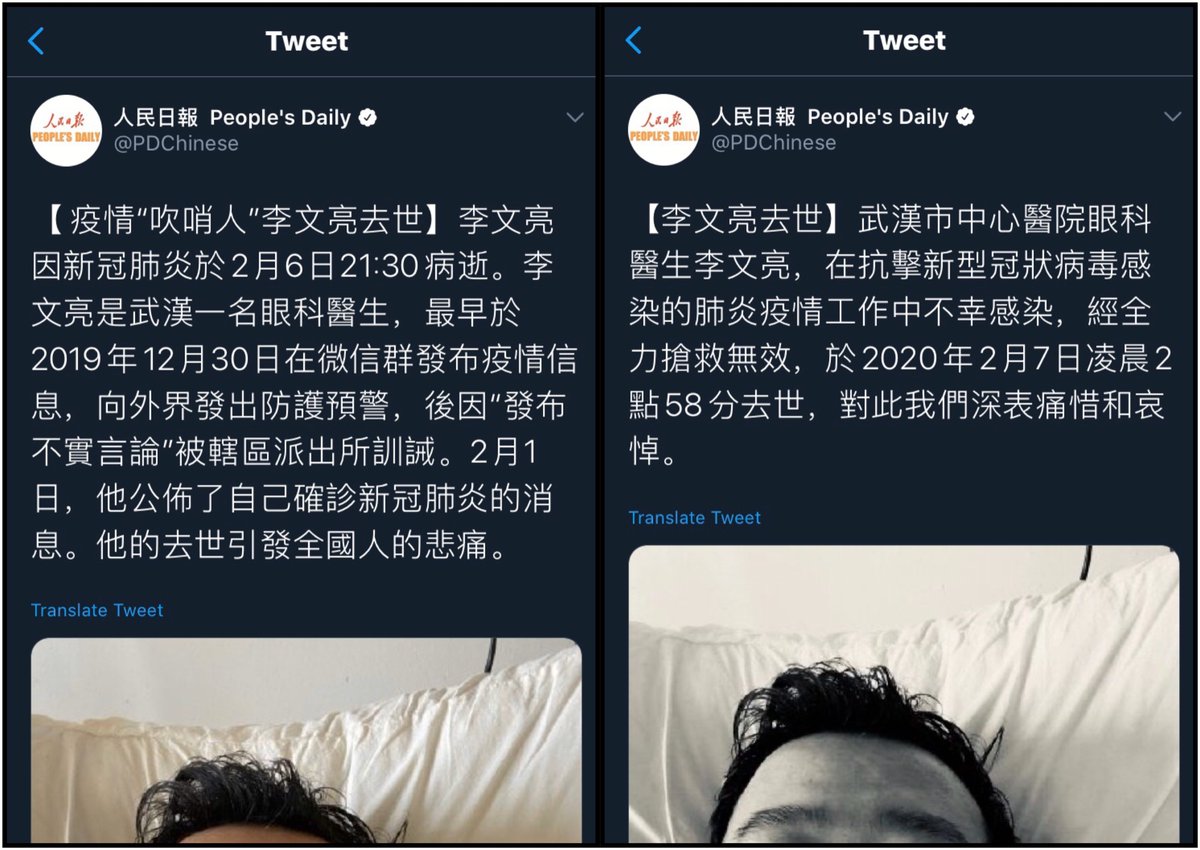 Tweet
人民日報
PEOPLE'S DAILY
人民日報 People's Daily
@PDChinese
【疫情“吹哨人”李文亮去世】李文亮
因新冠肺炎於2月6日21:30病逝。李
文亮是武漢一名眼科醫生，最早於
2019年12月30日在微信群發布疫情信
息，向外界發出防護預警，後因“發布
不實言論”被轄區派出所訓誡。2月1
日，他公佈了自己確診新冠肺炎的消
息。他的去世引發全國人的悲痛。
Translate Tweet
Tweet
人民日報
PEOPLE'S DAILY
人民日報 People's Daily
@PDChinese
【李文亮去世】武漢市中心醫院眼科
醫生李文亮，在抗擊新型冠狀病毒感
染的肺炎疫情工作中不幸感染，經全
力搶救無效，於2020年2月7日凌晨2
點58分去世，對此我們深表痛惜和哀
悼。
Translate Tweet